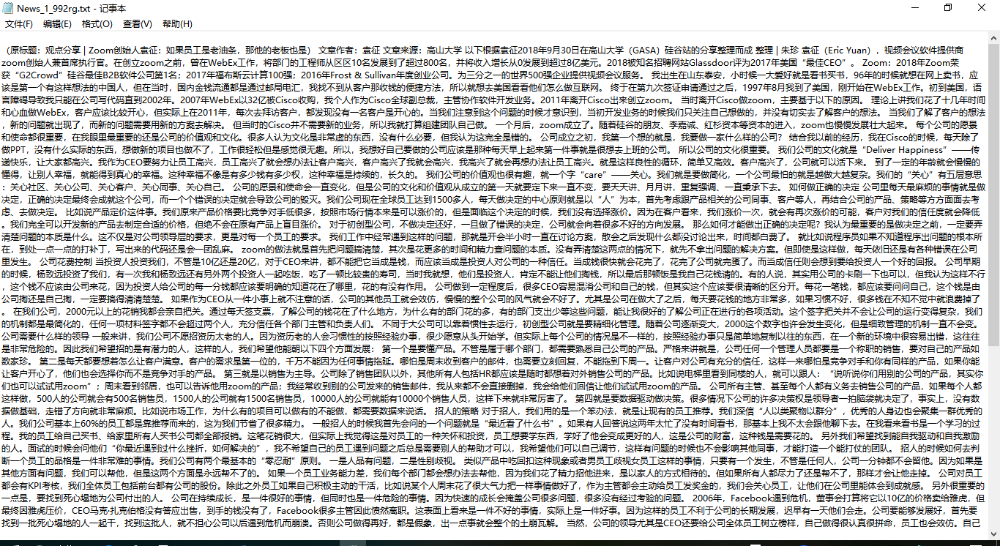 News_1_992rg.txt - 记事本
文件(F) 编辑(E) 格式(O) 查看(V) 帮助(H)
（原标题：观点分享 | Zoom创始人袁征：如果员工是老油条，那他的老板也是） 文章作者：袁征 文章来源：高山大学 以下根据袁征2018年9月30日在高山大学（GASA）硅谷站的分享整理而成 整理 | 朱珍 袁征（Eric Yuan），视频会议软件提供商
zoom创始人兼首席执行官。在创立zoom之前，曾在WebEx工作，将部门的工程师从区区10名发展到了超过800名，并将收入增长从0发展到超过8亿美元。2018被知名招聘网站Glassdoor评为2017年美国“最佳CEO”。 Zoom：2018年Zoom荣
获“G2Crowd”硅谷最佳B2B软件公司第1名；2017年福布斯云计算100强；2016年Frost & Sullivan年度创业公司。为三分之一的世界500强企业提供视频会议服务。 我出生在山东泰安，小时候一大爱好就是看书买书，96年的时候就想在网上卖书，应
该是第一个有这样想法的中国人，但在当时，国内金钱流通都是通过邮局电汇，我找不到从客户那收钱的便捷方法，所以就想去美国看看他们怎么做互联网。 终于在第九次签证申请通过之后，1997年8月我到了美国，刚开始在WebEx工作。初到美国，语
言障碍导致我只能在公司写代码直到2002年。2007年WebEx以32亿被Cisco收购，我个人作为Cisco全球副总裁，主管协作软件开发业务。2011年离开Cisco出来创立zoom。 当时离开Cisco做zoom，主要基于以下的原因。 理论上讲我们花了十几年时间
和心血做WebEx，客户应该比较开心，但实际上在2011年，每次去拜访客户，都发现没有一名客户是开心的。当我们注意到这个问题的时候才意识到，当初开发业务的时候我们只关注自己想做的，并没有切实去了解客户的想法。 当我们了解了客户的想法
，新的问题就出现了，而新的问题需要用新的方案去解决。 但当时的Cisco并不需要新的业务，所以我就打算组建团队自己做。 一个月后，zoom成立了。随着硅谷的朋友、李嘉诚、红杉资本等资本的进入，zoom也慢慢发展壮大起来。 每个公司的愿景
和使命都很重要，在我眼里最重要的还是公司的价值观和文化。很多人认为文化是非常虚的东西，没有什么必要，但我认为这完全是错的。 公司成立之初，我第一个想的就是，我要做一家什么样的公司？ 结合我以前的经历，我在Cisco的时候，每天除了
做PPT，没有什么实际的东西，想做新的项目也做不了，工作很轻松但是感觉很无趣。所以，我想好自己要做的公司应该是那种每天早上起来第一件事就是很想去上班的公司。 所以公司的文化很重要。 我们公司的文化就是“Deliver Happiness”——传
递快乐，让大家都高兴。我作为CEO要努力让员工高兴，员工高兴了就会想办法让客户高兴，客户高兴了我就会高兴，我高兴了就会再想办法让员工高兴。就是这样良性的循环，简单又高效。客户高兴了，公司就可以活下来。 到了一定的年龄就会慢慢的
懂得，让别人幸福，就能得到真心的幸福。这种幸福不像是有多少钱有多少权，这种幸福是持续的，长久的。 我们公司的价值观也很有趣，就一个字“care”——关心。我们就是要做简化，一个公司最怕的就是越做大越复杂。我们的“关心”有五层意思
：关心社区、关心公司、关心客户、关心同事、关心自己。 公司的愿景和使命会一直变化，但是公司的文化和价值观从成立的第一天就要定下来一直不变，要天天讲、月月讲，重复强调、一直秉承下去。 如何做正确的决定 公司里每天最麻烦的事情就是做
决定，正确的决定最终会成就这个公司，而一个个错误的决定就会导致公司的毁灭。我们公司现在全球员工达到1500多人，每天做决定的中心原则就是以“人”为本，首先考虑跟产品相关的公司同事、客户等人，再结合公司的产品、策略等方方面面去考
虑、去做决定。 比如说产品定价这件事。我们原来产品价格要比竞争对手低很多，按照市场行情本来是可以涨价的，但是面临这个决定的时候，我们没有选择涨价。因为在客户看来，我们涨价一次，就会有再次涨价的可能，客户对我们的信任度就会降低
。我们完全可以开发新的产品去制定合适的价格，但绝不会在原有产品上盲目涨价。 对于初创型公司，不做决定还好，一旦做了错误的决定，公司就会向着很多不好的方向发展。 那么如何才能做出正确的决定呢？我认为最重要的是做决定之前，一定要弄
清楚问题的本质是什么。这不仅是对公司领导层的要求，更是对每一个员工的要求。 我们工作中经常遇到这样的问题，那就是开会半小时一直在讨论方案，散会之后发现什么都没讨论出来，时间都白费了。 就比如说程序员如果不知道程序出问题的根本所
在，到处一点一点的打补丁，写出来的代码还是会一团乱麻。 zoom的做法就是首先把问题搞清楚，其次是花更多的时间和精力查问题的本质。没有弄清楚这两点的情况下，就先不拿出问题的解决方案。但即使是这样做，每天依旧还是有各种错误在公司
里发生。 公司花费控制 当投资人投资我们，不管是10亿还是20亿，对于CEO来讲，都不能把它当成是钱，而应该当成是投资人对公司的一种信任。当成钱很快就会花完了，花完了公司就完蛋了。而当成信任则会想到要给投资人一个好的回报。 公司早期
的时候，杨致远投资了我们，有一次我和杨致远还有另外两个投资人一起吃饭，吃了一顿比较贵的寿司，当时我就想，他们是投资人，肯定不能让他们掏钱，所以最后那顿饭是我自己花钱请的。有的人说，其实用公司的卡刷一下也可以，但我认为这样不行
，这个钱不应该由公司来花，因为投资人给公司的每一分钱都应该要明确的知道花在了哪里，花的有没有作用。 公司做到一定程度后，很多CEO容易混淆公司和自己的钱，但其实这个应该要很清晰的区分开。每花一笔钱，都应该要问问自己，这个钱是由
公司掏还是自己掏，一定要搞得清清楚楚。 如果作为CEO从一件小事上就不注意的话，公司的其他员工就会效仿，慢慢的整个公司的风气就会不好了。尤其是公司在做大了之后，每天要花钱的地方非常多，如果习惯不好，很多钱在不知不觉中就浪费掉了
。 在我们公司，2000元以上的花销我都会亲自把关。通过每天签支票，了解公司的钱花在了什么地方，为什么有的部门花的多，有的部门支出少等这些问题，能让我很好的了解公司正在进行的各项活动。这个签字把关并不会让公司的运行变得复杂，我们
的机制都是最简化的，任何一项材料签字都不会超过两个人，充分信任各个部门主管和负责人们。 不同于大公司可以靠着惯性去运行，初创型公司就是要精细化管理。随着公司逐渐变大，2000这个数字也许会发生变化，但是细致管理的机制一直不会变。
公司需要什么样的领导 一般来讲，我们公司不愿招资历太老的人。因为资历老的人会习惯性的按照经验办事，很少愿意从头开始学。但实际上每个公司的情况是不一样的，按照经验办事只是简单地复制以往的东西，在一个新的环境中很容易出错，这往往
是非常危险的。因此我们希望招的是有潜力的人，这样的人，我们希望他能朝以下四个方面发展： 第一个是要懂产品。不管是属于哪个部门，都需要熟悉自己公司的产品。严格来讲就是，公司任何一个管理人员都要是一个称职的销售，要对自己的产品如
数家珍。 第二是每天都要想着怎么让客户满意。客户的需求是第一位的，千万不能因为任何事情拖延。哪怕是周末收到客户的邮件，也需要立刻回复，不能拖到下周一。让客户对公司有充分的信任，这样一来哪怕是竞争对手和你有同样的产品，如果你能
让客户开心了，他们也会选择你而不是竞争对手的产品。 第三就是以销售为主导。公司除了销售团队以外，其他所有人包括HR都应该是随时都想着对外销售公司的产品。比如说电梯里看到同楼的人，就可以跟人：“说听说你们用别的公司的产品，其实你
们也可以试试用zoom”；周末看到邻居，也可以告诉他用zoom的产品；我经常收到别的公司发来的销售邮件，我从来都不会直接删掉，我会给他们回信让他们试试用zoom的产品。 公司所有主管、甚至每个人都有义务去销售公司的产品，如果每个人都
这样做，500人的公司就会有500名销售员，1500人的公司就有1500名销售员，10000人的公司就能有10000个销售人员，这样下来就非常厉害了。 第四就是要数据驱动做决策。很多情况下公司的许多决策权是领导者一拍脑袋就决定了，事实上，没有数
据做基础，走错了方向就非常麻烦。比如说市场工作，为什么有的项目可以做有的不能做，都需要数据来说话。 招人的策略 对于招人，我们用的是一个笨办法，就是让现有的员工推荐。我们深信“人以类聚物以群分”，优秀的人身边也会聚集一群优秀的
人。我们公司基本上60%的员工都是靠推荐而来的，这为我们节省了很多精力。 一般招人的时候我首先会问的一个问题就是“最近看了什么书”。如果有人回答说这两年太忙了没有时间看书，那基本上我不太会跟他聊下去。在我看来看书是一个学习的过
程。我的员工给自己买书、给家里所有人买书公司都全部报销。这笔花销很大，但实际上我觉得这是对员工的一种关怀和投资，员工想要学东西，学好了他会变成更好的人，这是公司的财富，这种钱是需要花的。 另外我们希望找到能自我驱动和自我激励
的人。面试的时候会问他们“你最近遇到过什么挫折，如何解决的”，我不希望自己的员工遇到问题之后总是需要别人的帮助才可以，我希望他们可以自己调节，这样有问题的时候也不会影响其他同事，才能打造一个能打仗的团队。 招人的时候如何去判
断一个员工的品格是一件非常难的事情。我们公司有两个最基本的“零忍耐”原则。 一是人品有问题，二是性别歧视。 类似产品中吃回扣这种现象或者男员工歧视女员工这样的事情，只要有一个发生，不管是任何人，公司一分钟都不会留他。因为如果是
其他方面有问题，我们可以帮他，但是这两个方面是永远帮不了的。 如果一个员工业务能力差，我们每个部门都会想办法去帮他，因为我们花了精力招他进来，是以家人的方式相待的。但如果所有人都尽力了还是帮不了，那样才会让他走掉。 公司对员工
都会有KPI考核，我们全体员工包括前台都有公司的股份。除此之外员工如果自己积极主动的干活，比如说某个人周末花了很大气力把一样事情做好了，作为主管都会主动给员工发奖金的，我们会关心员工，让他们在公司里能体会到成就感。 另外很重要的
一点是，要找到死心塌地为公司付出的人。 公司在持续成长，是一件很好的事情，但同时也是一件危险的事情。因为快速的成长会掩盖公司很多问题，很多没有经过考验的问题。 2006年，Facebook遇到危机，董事会打算将它以10亿的价格卖给雅虎，但
最终因雅虎压价，CEO马克·扎克伯格没有答应出售，到手的钱没有了，Facebook很多主管因此愤然离职。这表面上看来是一件不好的事情，实际上是一件好事。因为这样的员工不利于公司的长期发展，迟早有一天他们会走。公司要能够发展好，首先要
找到一批死心塌地的人一起干，找到这批人，就不担心公司以后遇到危机而崩溃。否则公司做得再好，都是假象，出一点事就会整个的土崩瓦解。 当然，公司的领导尤其是CEO还要给公司全体员工树立榜样，自己做得很认真很拼命，员工也会效仿。自己